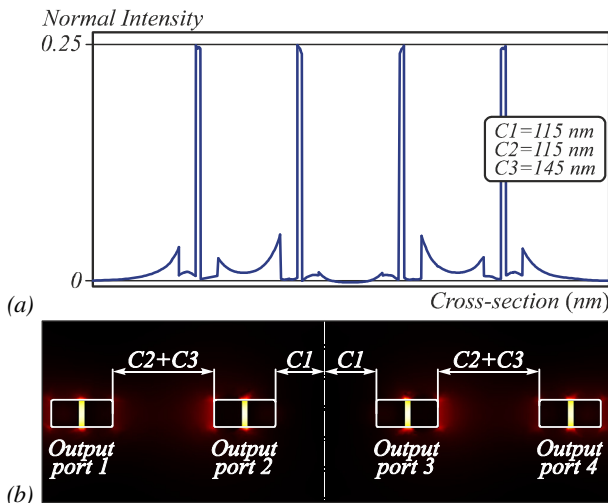 Normal Intensity
0.25
C1=115 nm
C2=115 nm
C3=145 nm
0
(a)
Cross-section (nm)
C2+C3 C1 C1 C2+C3
Output port 1
Output port 2
Output port 3
Output port 4
(b)